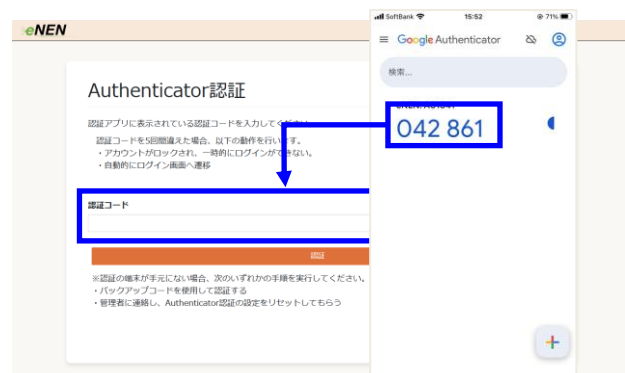 eNEN
Authenticator認証
認証アプリに表示されている認証コードを入力してください
認証コードを5回間違えた場合、以下の動作を行います。
・アカウントがロックされ、一時的にログインができない。
・自動的にログイン画面へ遷移
認証コード
認証
※認証の端末が手元にない場合、次のいずれかの手順を実行してください。
・バックアップコードを使用して認証する
・管理者に連絡し、Authenticator認証の設定をリセットしてもらう
SoftBank 15:52 71%
Google Authenticator
検索...
042 861